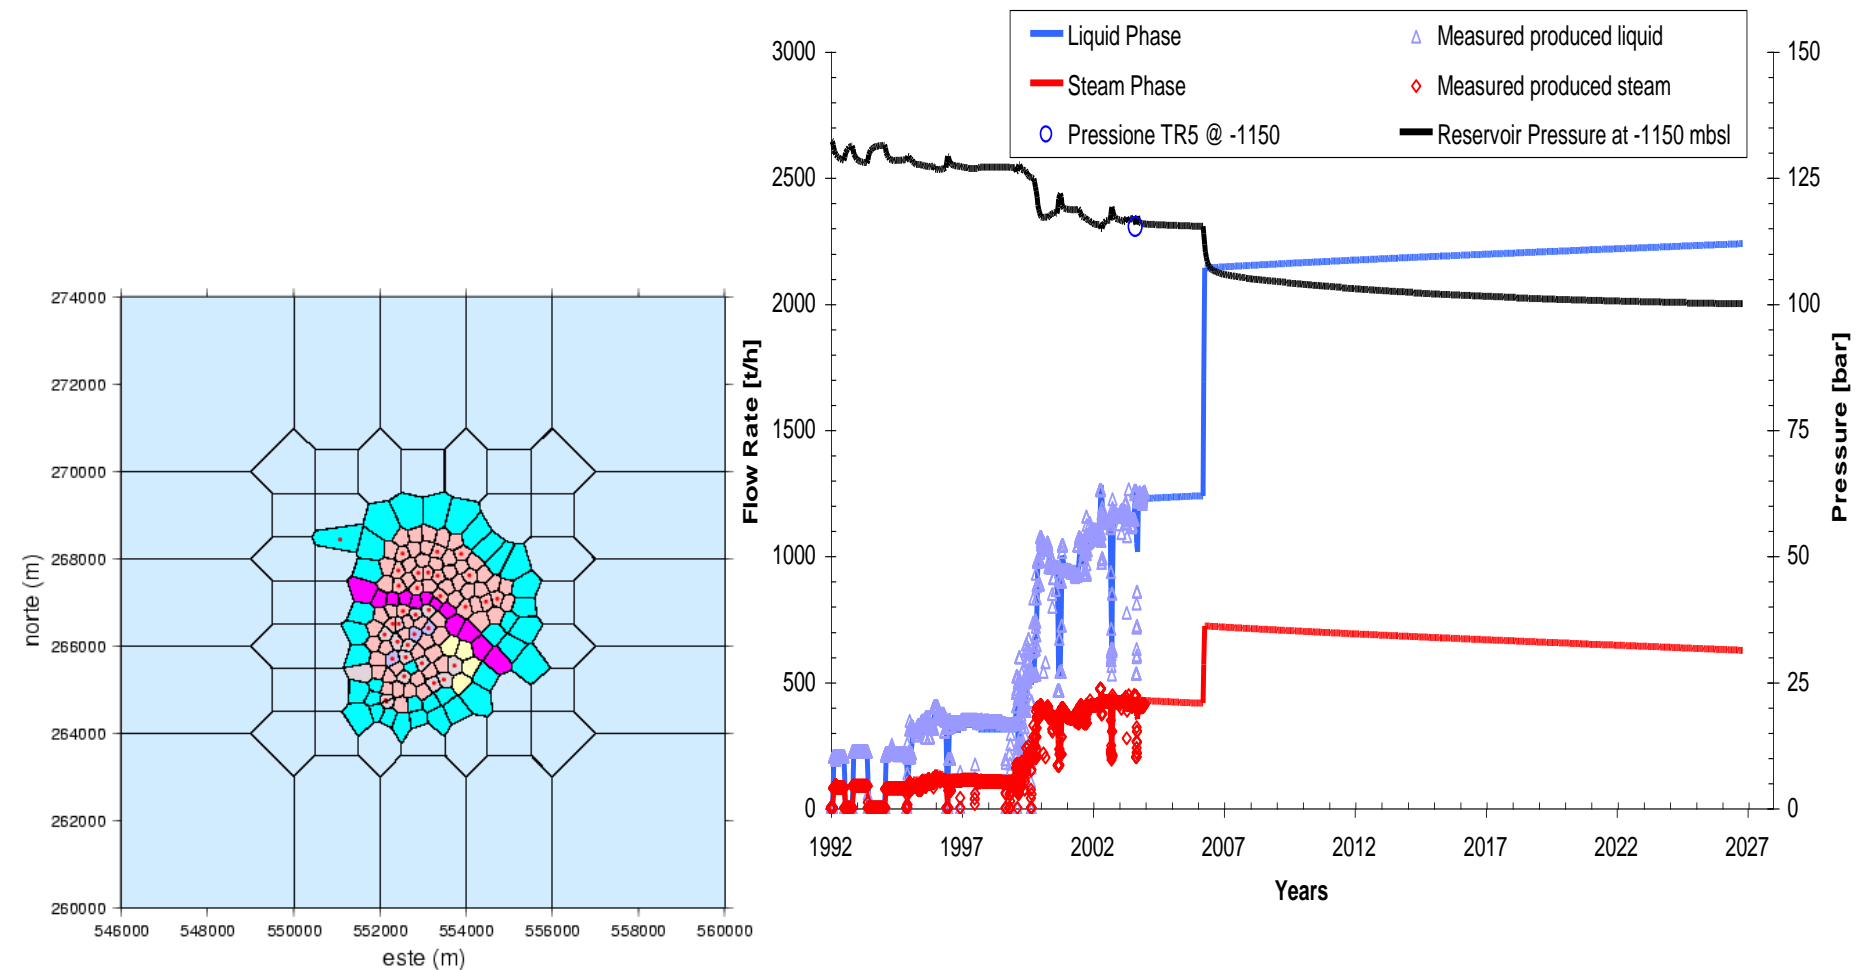 274000
272000
270000
268000
266000
264000
262000
260000
norte (m)
546000 548000 550000 552000 554000 556000 558000 560000
este (m)
Liquid Phase
Measured produced liquid
Steam Phase
Measured produced steam
Pressione TR5 @ -1150
Reservoir Pressure at -1150 mbsl
3000
2500
2000
1500
1000
500
0
Flow Rate [t/h]
150
125
100
75
50
25
0
Pressure [bar]
1992 1997 2002 2007 2012 2017 2022 2027
Years